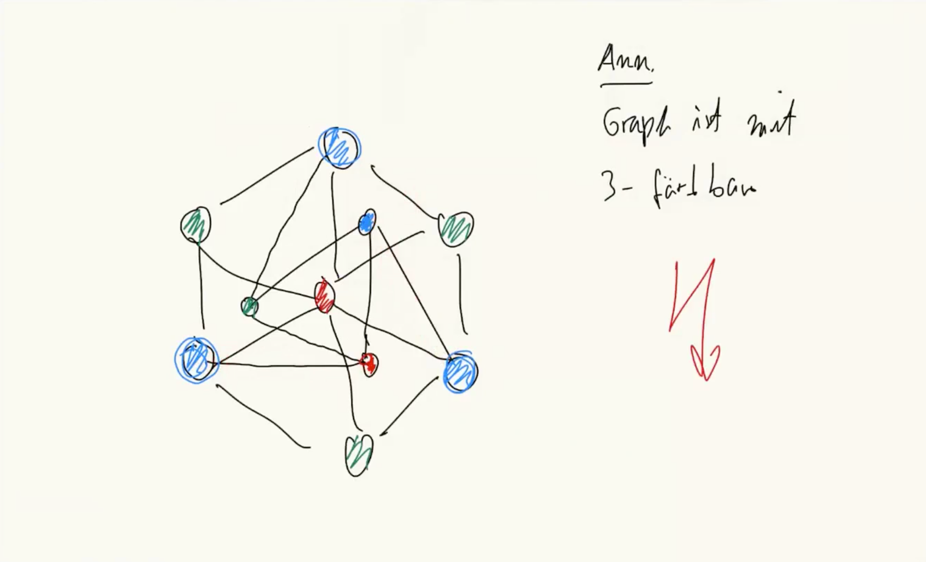 Ann.
Graph ist mit
3-färbbar